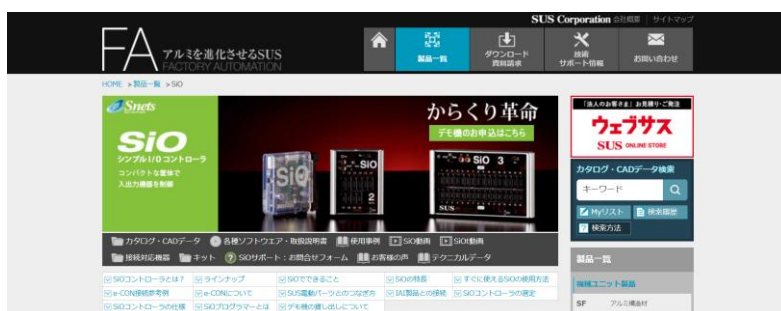 SUS Corporation 会社概要 | サイトマップ
FA アルミを進化させるSUS
FACTORY AUTOMATION
製品一覧
ダウンロード
資料請求
技術
サポート情報
お問い合わせ
HOME > 製品一覧 > SiO
Snets
SiO
シンプルI/Oコントローラ
コンパクトな筐体で
入出力機器を制御
からくり革命
デモ機のお申込はこちら
SiO
2
SiO 3
SUS
カタログ・CADデータ 各種ソフトウェア・取扱説明書 使用事例 SiO動画 SiOt動画
接続対応機器 キット SiOサポート:お問合せフォーム お客様の声 テクニカルデータ
SiOコントローラとは? ラインナップ SiOでできること SiOの特長 すぐに使えるSiOの使用方法
e-CON接続参考例 e-CONについて SUS電動パーツとのつなぎ方 IAI製品との接続 SiOコントローラの選定
SiOコントローラの仕様 SiOプログラマーとは デモ機の貸し出しについて
「法人のお客さま」お見積り・ご発注
ウェブサス
SUS ONLINE STORE
カタログ・CADデータ検索
キーワード
Myリスト 検索履歴
検索方法
製品一覧
機械ユニット製品
SF アルミ構造材